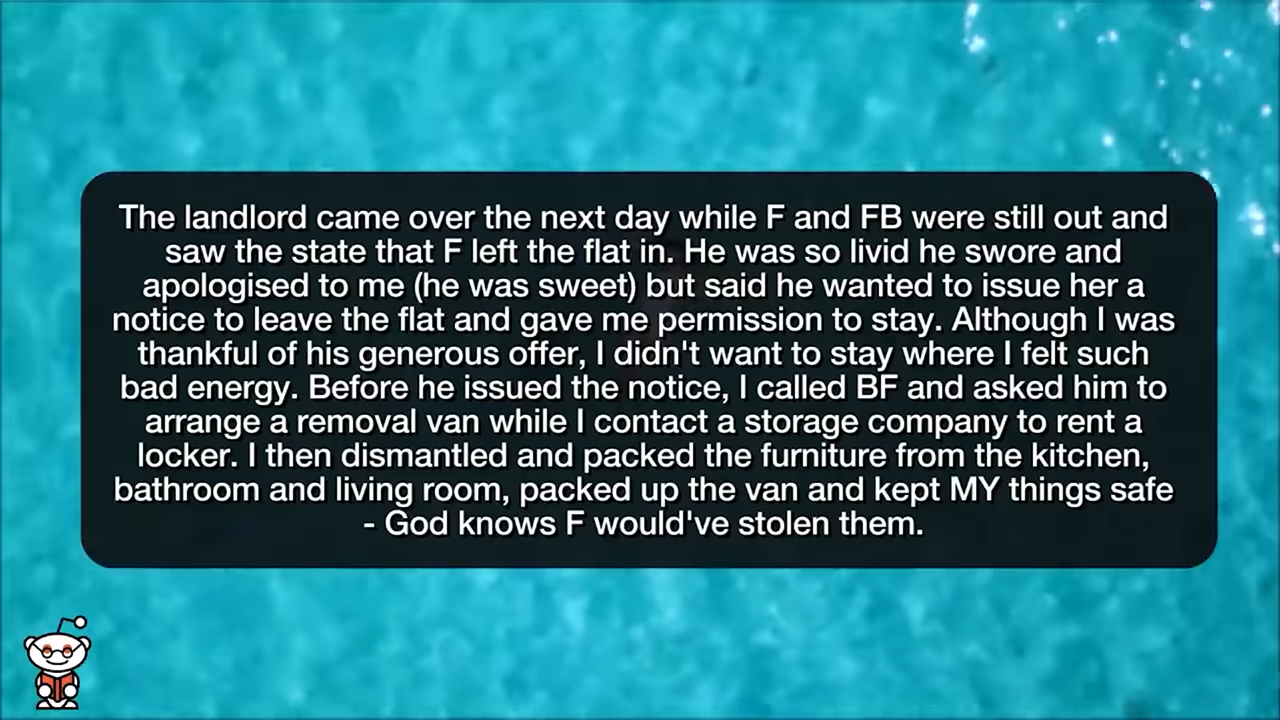 The landlord came over the next day while F and FB were still out and
saw the state that F left the flat in. He was so livid he swore and
apologised to me (he was sweet) but said he wanted to issue her a
notice to leave the flat and gave me permission to stay. Although I was
thankful of his generous offer, I didn't want to stay where I felt such
bad energy. Before he issued the notice, I called BF and asked him to
arrange a removal van while I contact a storage company to rent a
locker. I then dismantled and packed the furniture from the kitchen,
bathroom and living room, packed up the van and kept MY things safe
- God knows F would've stolen them.